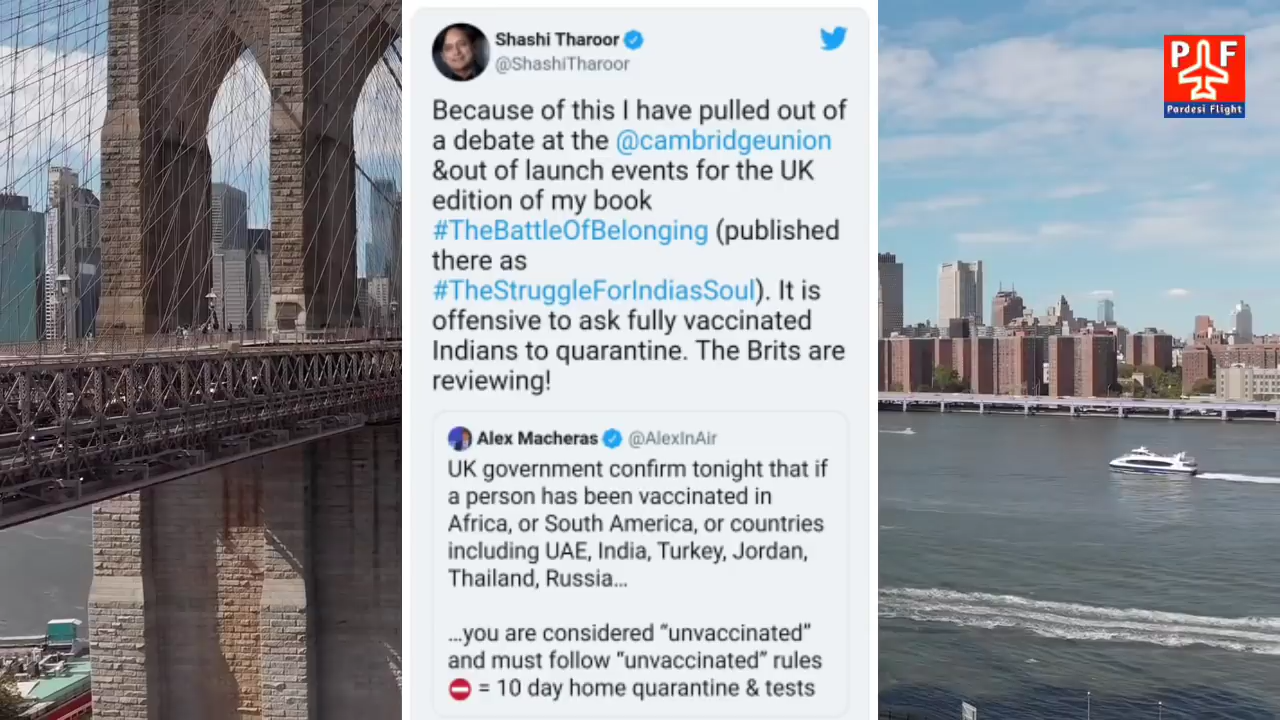 Shashi Tharoor
@ShashiTharoor
Because of this I have pulled out of
a debate at the @cambridgeunion
&out of launch events for the UK
edition of my book
#TheBattleOfBelonging (published
there as
#TheStruggleForIndiasSoul). It is
offensive to ask fully vaccinated
Indians to quarantine. The Brits are
reviewing!
Alex Macheras @AlexInAir
UK government confirm tonight that if
a person has been vaccinated in
Africa, or South America, or countries
including UAE, India, Turkey, Jordan,
Thailand, Russia…
…you are considered “unvaccinated”
and must follow “unvaccinated” rules
⛔ = 10 day home quarantine & tests
P F
Pardesi Flight